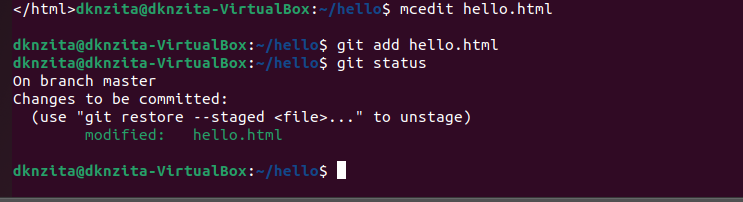 </html>dknzita@dknzita-VirtualBox:~/hello$ mcedit hello.html
dknzita@dknzita-VirtualBox:~/hello$ git add hello.html
dknzita@dknzita-VirtualBox:~/hello$ git status
On branch master
Changes to be committed:
  (use "git restore --staged <file>..." to unstage)
        modified:   hello.html
dknzita@dknzita-VirtualBox:~/hello$